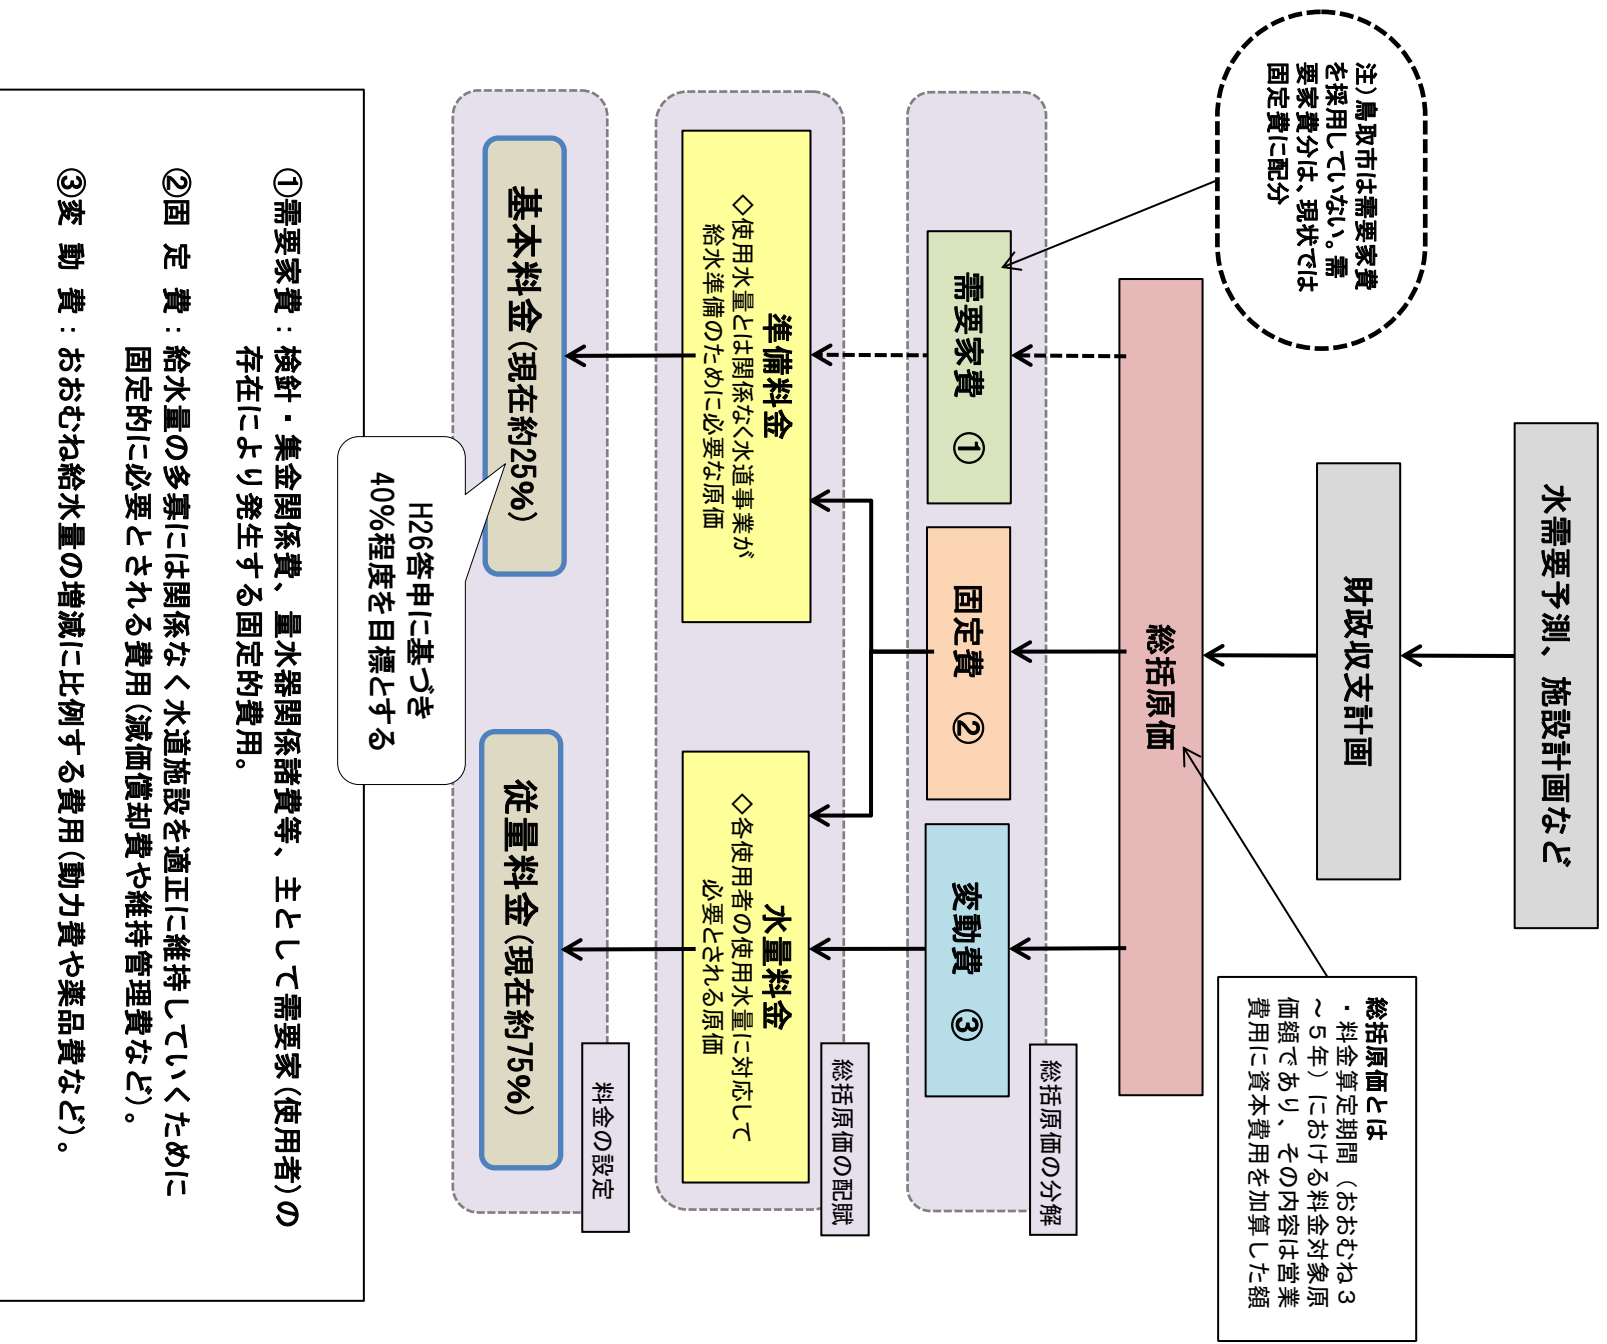 水需要予測、施設計画など
財政収支計画
総括原価
総括原価とは
・料金算定期間（おおむね３
～５年）における料金対象原
価額であり、その内容は営業
費用に資本費用を加算した額
注）鳥取市は需要家費
を採用していない。需
要家費分は、現状では
固定費に配分
総括原価の分解
需要家費　①
固定費　②
変動費　③
総括原価の配賦
準備料金
◇使用水量とは関係なく水道事業が
給水準備のために必要な原価
水量料金
◇各使用者の使用水量に対応して
必要とされる原価
料金の設定
基本料金（現在約25％）
従量料金（現在約75％）
H26答申に基づき
40％程度を目標とする
①需要家費：検針・集金関係費、量水器関係諸費等、主として需要家（使用者）の
存在により発生する固定的費用。
②固　定　費：給水量の多寡には関係なく水道施設を適正に維持していくために
固定的に必要とされる費用（減価償却費や維持管理費など）。
③変　動　費：おおむね給水量の増減に比例する費用（動力費や薬品費など）。